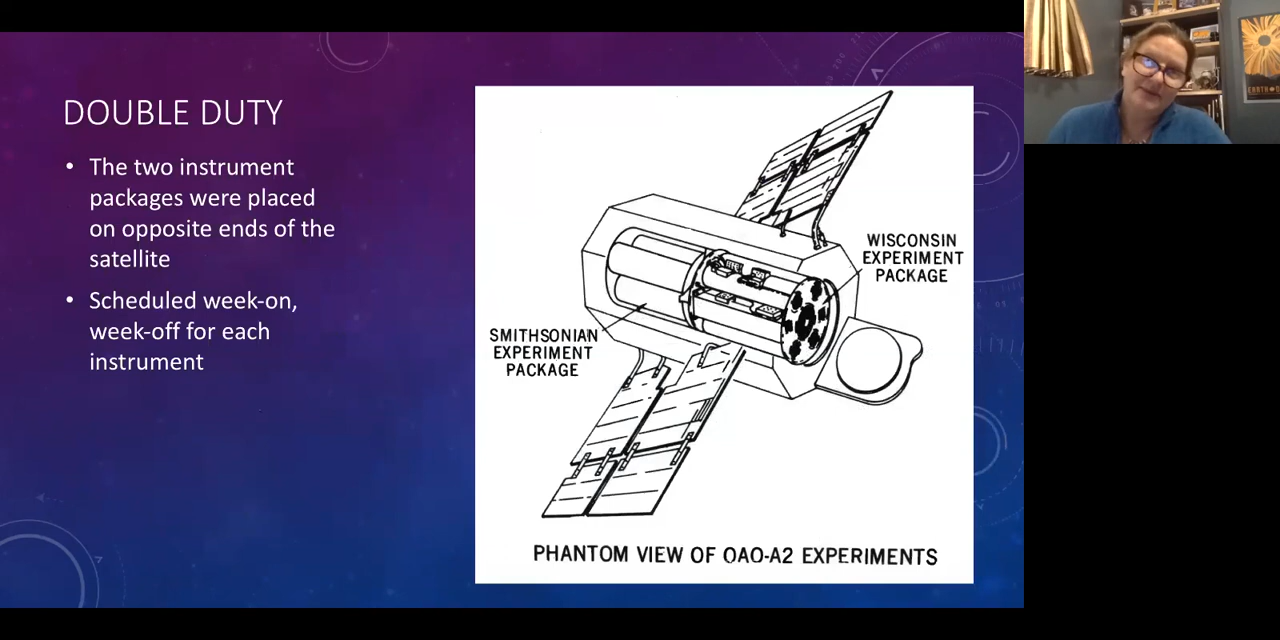 DOUBLE DUTY
• The two instrument
packages were placed
on opposite ends of the
satellite
• Scheduled week-on,
week-off for each
instrument
WISCONSIN
EXPERIMENT
PACKAGE
SMITHSONIAN
EXPERIMENT
PACKAGE
PHANTOM VIEW OF OAO-A2 EXPERIMENTS
EARTH